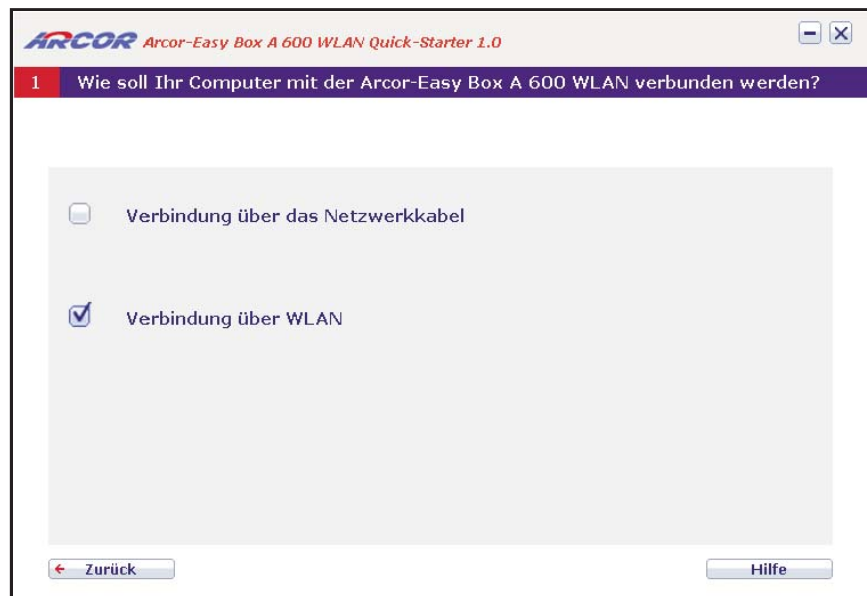 ARCOR Arcor-Easy Box A 600 WLAN Quick-Starter 1.0
1 Wie soll Ihr Computer mit der Arcor-Easy Box A 600 WLAN verbunden werden?
Verbindung über das Netzwerkkabel
Verbindung über WLAN
Zurück
Hilfe